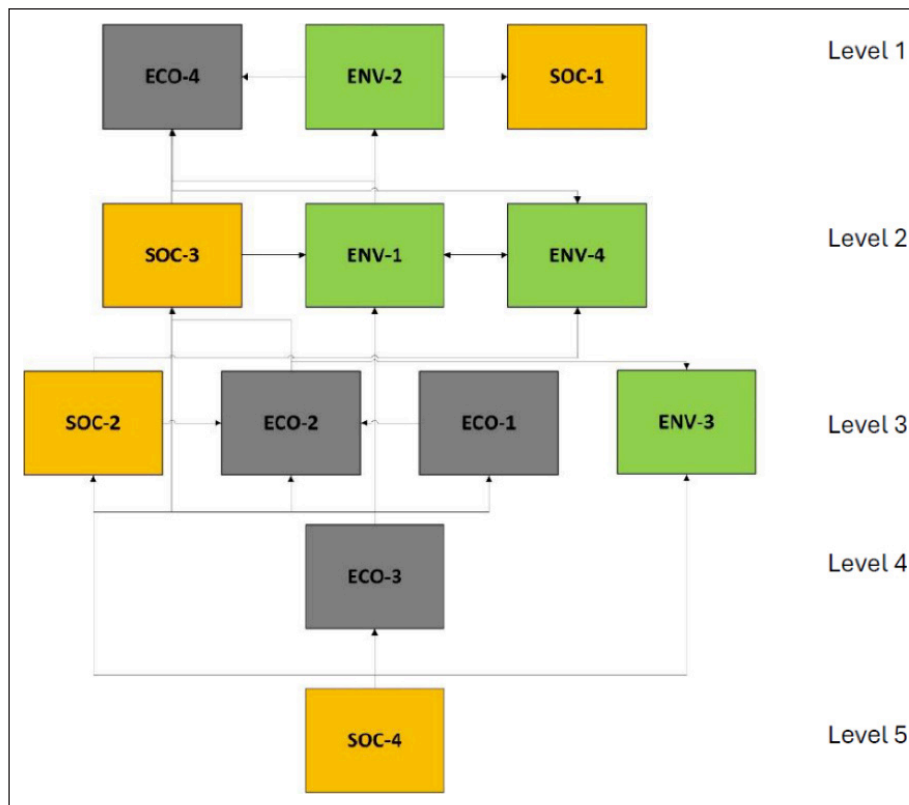 ECO-4 ENV-2 SOC-1 Level 1
SOC-3 ENV-1 ENV-4 Level 2
SOC-2 ECO-2 ECO-1 ENV-3 Level 3
ECO-3 Level 4
SOC-4 Level 5